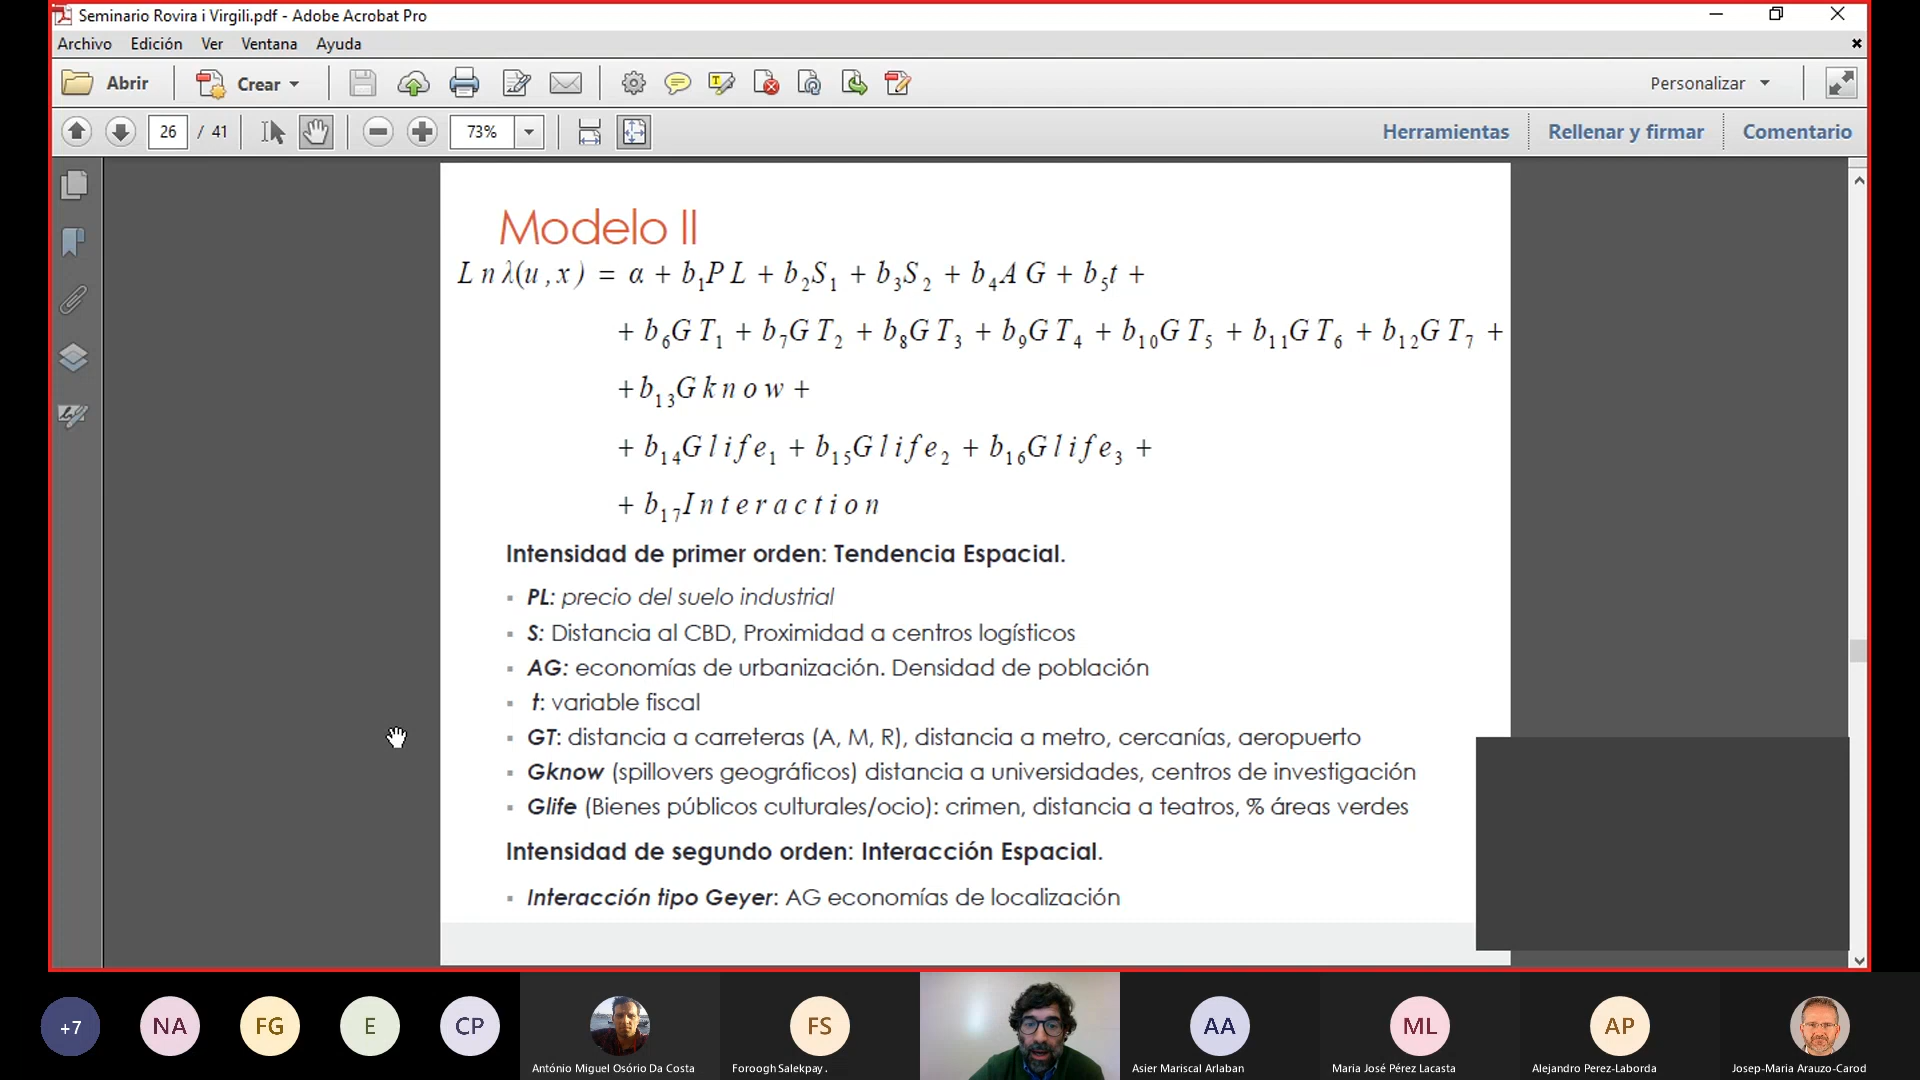 Seminario Rovira i Virgili.pdf - Adobe Acrobat Pro
Archivo Edición Ver Ventana Ayuda
Abrir Crear Personalizar
26 / 41 73% Herramientas Rellenar y firmar Comentario
Modelo II
Lnλ(u,x) = α + b₁PL + b₂S₁ + b₃S₂ + b₄AG + b₅t +
+ b₆GT₁ + b₇GT₂ + b₈GT₃ + b₉GT₄ + b₁₀GT₅ + b₁₁GT₆ + b₁₂GT₇ +
+b₁₃Gknow +
+ b₁₄Glife₁ + b₁₅Glife₂ + b₁₆Glife₃ +
+ b₁₇Interaction
Intensidad de primer orden: Tendencia Espacial.
▪ PL: precio del suelo industrial
▪ S: Distancia al CBD, Proximidad a centros logísticos
▪ AG: economías de urbanización. Densidad de población
▪ t: variable fiscal
▪ GT: distancia a carreteras (A, M, R), distancia a metro, cercanías, aeropuerto
▪ Gknow (spillovers geográficos) distancia a universidades, centros de investigación
▪ Glife (Bienes públicos culturales/ocio): crimen, distancia a teatros, % áreas verdes
Intensidad de segundo orden: Interacción Espacial.
▪ Interacción tipo Geyer: AG economías de localización
+7 NA FG E CP FS AA ML AP
António Miguel Osório Da Costa Foroogh Salekpay . Asier Mariscal Arlaban Maria José Pérez Lacasta Alejandro Perez-Laborda Josep-Maria Arauzo-Carod